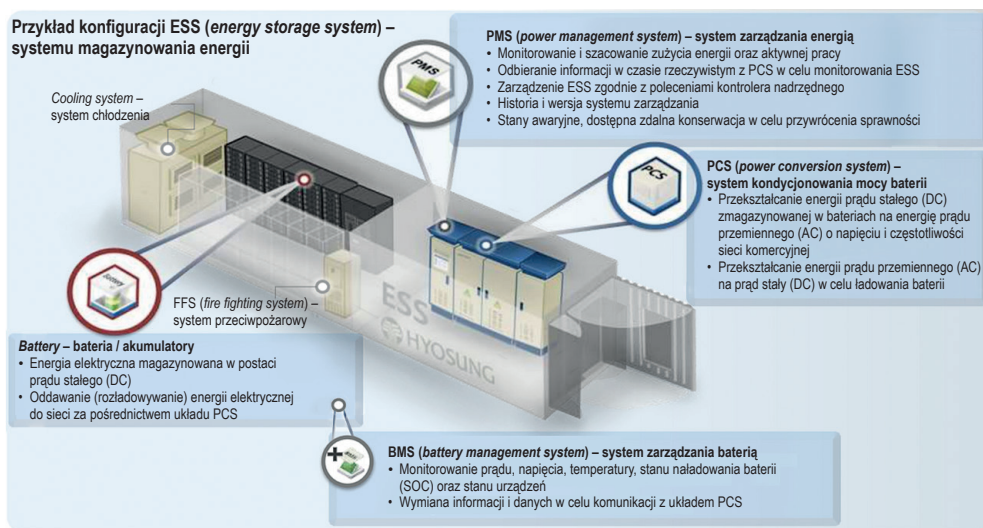 Przykład konfiguracji ESS (energy storage system) –
systemu magazynowania energii
PMS (power management system) – system zarządzania energią
• Monitorowanie i szacowanie zużycia energii oraz aktywnej pracy
• Odbieranie informacji w czasie rzeczywistym z PCS w celu monitorowania ESS
• Zarządzenie ESS zgodnie z poleceniami kontrolera nadrzędnego
• Historia i wersja systemu zarządzania
• Stany awaryjne, dostępna zdalna konserwacja w celu przywrócenia sprawności
PMS
Cooling system –
system chłodzenia
PCS
PCS (power conversion system) –
system kondycjonowania mocy baterii
• Przekształcanie energii prądu stałego (DC)
zmagazynowanej w bateriach na energię prądu
przemiennego (AC) o napięciu i częstotliwości
sieci komercyjnej
• Przekształcanie energii prądu przemiennego (AC)
na prąd stały (DC) w celu ładowania baterii
Battery
FFS (fire fighting system) –
system przeciwpożarowy
ESS
HYOSUNG
Battery – bateria / akumulatory
• Energia elektryczna magazynowana w postaci
prądu stałego (DC)
• Oddawanie (rozładowywanie) energii elektrycznej
do sieci za pośrednictwem układu PCS
BMS (battery management system) – system zarządzania baterią
• Monitorowanie prądu, napięcia, temperatury, stanu naładowania baterii
(SOC) oraz stanu urządzeń
• Wymiana informacji i danych w celu komunikacji z układem PCS